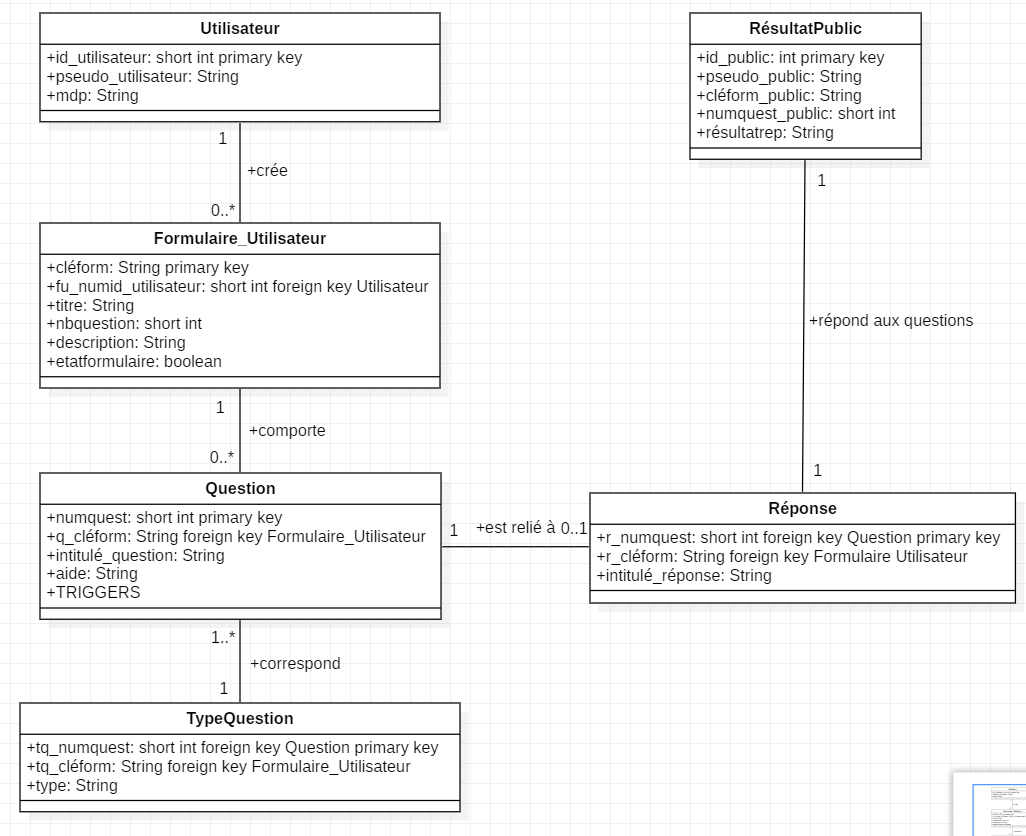 Utilisateur
+id_utilisateur: short int primary key
+pseudo_utilisateur: String
+mdp: String
1
+crée
0..*
Formulaire_Utilisateur
+cléform: String primary key
+fu_numid_utilisateur: short int foreign key Utilisateur
+titre: String
+nbquestion: short int
+description: String
+etatformulaire: boolean
1
+comporte
0..*
Question
+numquest: short int primary key
+q_cléform: String foreign key Formulaire_Utilisateur
+intitulé_question: String
+aide: String
+TRIGGERS
1..*
+correspond
1
TypeQuestion
+tq_numquest: short int foreign key Question primary key
+tq_cléform: String foreign key Formulaire_Utilisateur
+type: String
1
+est relié à
0..1
RésultatPublic
+id_public: int primary key
+pseudo_public: String
+cléform_public: String
+numquest_public: short int
+résultatrep: String
1
+répond aux questions
1
Réponse
+r_numquest: short int foreign key Question primary key
+r_cléform: String foreign key Formulaire Utilisateur
+intitulé_réponse: String